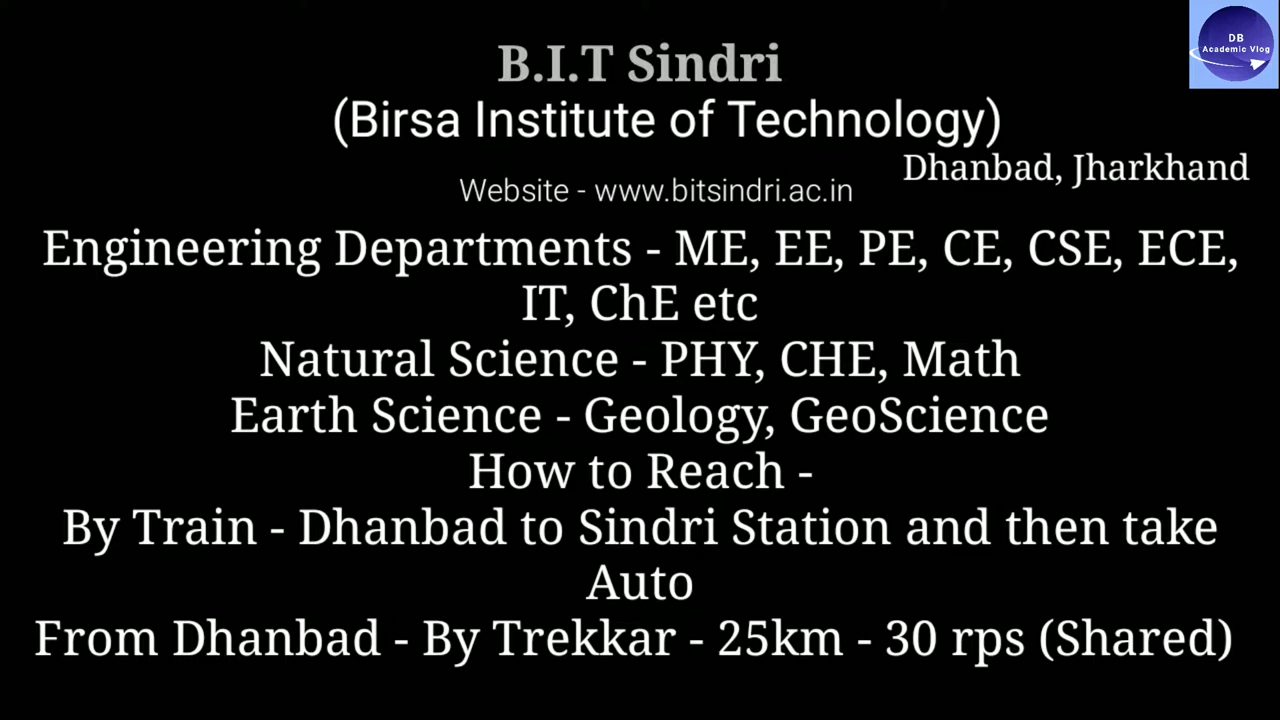 DB
Academic Vlog
B.I.T Sindri
(Birsa Institute of Technology)
Dhanbad, Jharkhand
Website - www.bitsindri.ac.in
Engineering Departments - ME, EE, PE, CE, CSE, ECE,
IT, ChE etc
Natural Science - PHY, CHE, Math
Earth Science - Geology, GeoScience
How to Reach -
By Train - Dhanbad to Sindri Station and then take
Auto
From Dhanbad - By Trekkar - 25km - 30 rps (Shared)